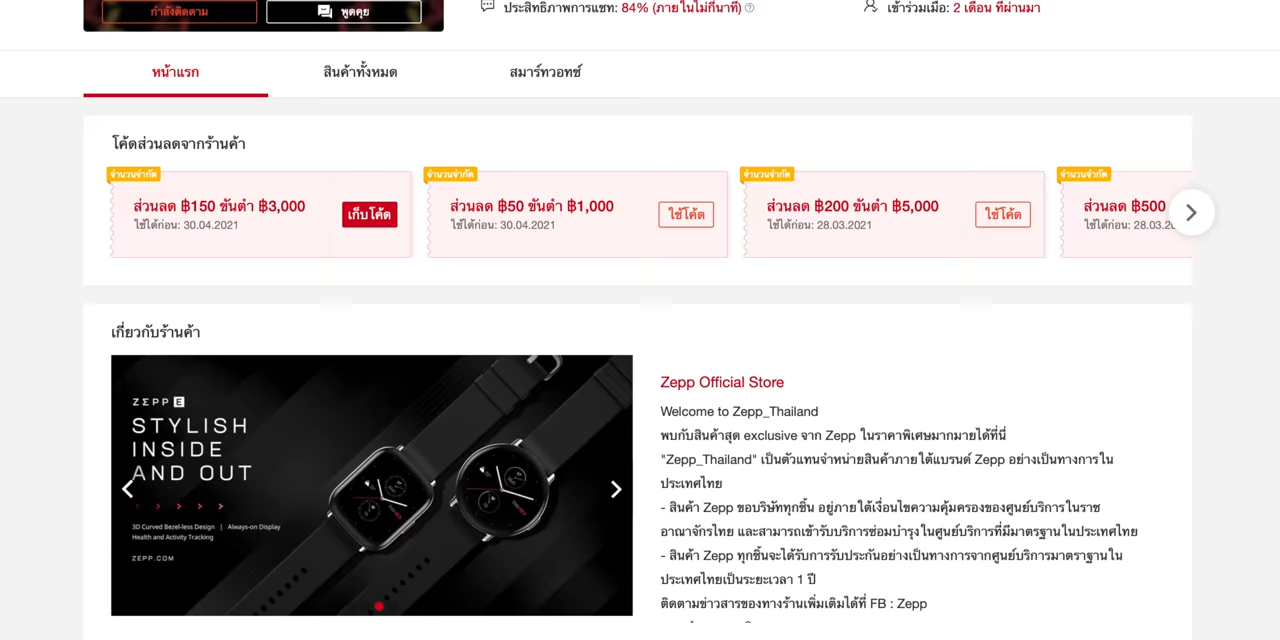 กำลังติดตาม
พูดคุย
ประสิทธิภาพการแชท: 84% (ภายในไม่กี่นาที)
เข้าร่วมเมื่อ: 2 เดือน ที่ผ่านมา
หน้าแรก
สินค้าทั้งหมด
สมาร์ทวอทช์
โค้ดส่วนลดจากร้านค้า
จำนวนจำกัด
ส่วนลด ฿150 ขั้นต่ำ ฿3,000
ใช้ได้ก่อน: 30.04.2021
เก็บโค้ด
จำนวนจำกัด
ส่วนลด ฿50 ขั้นต่ำ ฿1,000
ใช้ได้ก่อน: 30.04.2021
ใช้โค้ด
จำนวนจำกัด
ส่วนลด ฿200 ขั้นต่ำ ฿5,000
ใช้ได้ก่อน: 28.03.2021
ใช้โค้ด
จำนวนจำกัด
ส่วนลด ฿500
ใช้ได้ก่อน: 28.03.20
เกี่ยวกับร้านค้า
ZEPP E
STYLISH
INSIDE
AND OUT
3D Curved Bezel-less Design | Always-on Display
Health and Activity Tracking
ZEPP.COM
Zepp Official Store
Welcome to Zepp_Thailand
พบกับสินค้าสุด exclusive จาก Zepp ในราคาพิเศษมากมายได้ที่นี่
"Zepp_Thailand" เป็นตัวแทนจำหน่ายสินค้าภายใต้แบรนด์ Zepp อย่างเป็นทางการใน
ประเทศไทย
- สินค้า Zepp ขอบริษัททุกชิ้น อยู่ภายใต้เงื่อนไขความคุ้มครองของศูนย์บริการในราช
อาณาจักรไทย และสามารถเข้ารับบริการซ่อมบำรุงในศูนย์บริการที่มีมาตรฐานในประเทศไทย
- สินค้า Zepp ทุกชิ้นจะได้รับการรับประกันอย่างเป็นทางการจากศูนย์บริการมาตราฐานใน
ประเทศไทยเป็นระยะเวลา 1 ปี
ติดตามข่าวสารของทางร้านเพิ่มเติมได้ที่ FB : Zepp